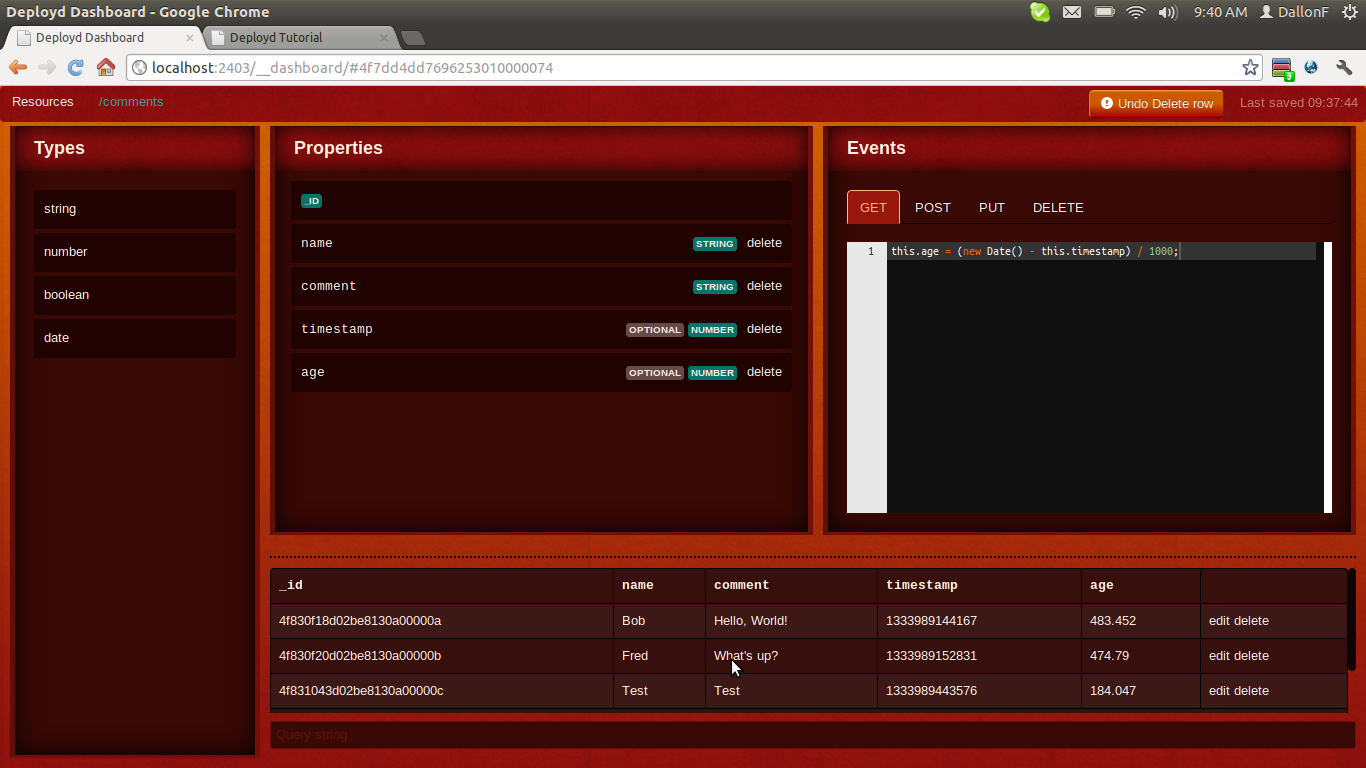 Deployd Dashboard - Google Chrome
9:40 AM DallonF
Deployd Dashboard Deployd Tutorial
localhost:2403/__dashboard/#4f7dd4dd7696253010000074
9
Resources /comments Undo Delete row Last saved 09:37:44
Types
string
number
boolean
date
Properties
_ID
name STRING delete
comment STRING delete
timestamp OPTIONAL NUMBER delete
age OPTIONAL NUMBER delete
Events
GET POST PUT DELETE
1 this.age = (new Date() - this.timestamp) / 1000;
_id name comment timestamp age
4f830f18d02be8130a00000a Bob Hello, World! 1333989144167 483.452 edit delete
4f830f20d02be8130a00000b Fred What's up? 1333989152831 474.79 edit delete
4f831043d02be8130a00000c Test Test 1333989443576 184.047 edit delete
Query string